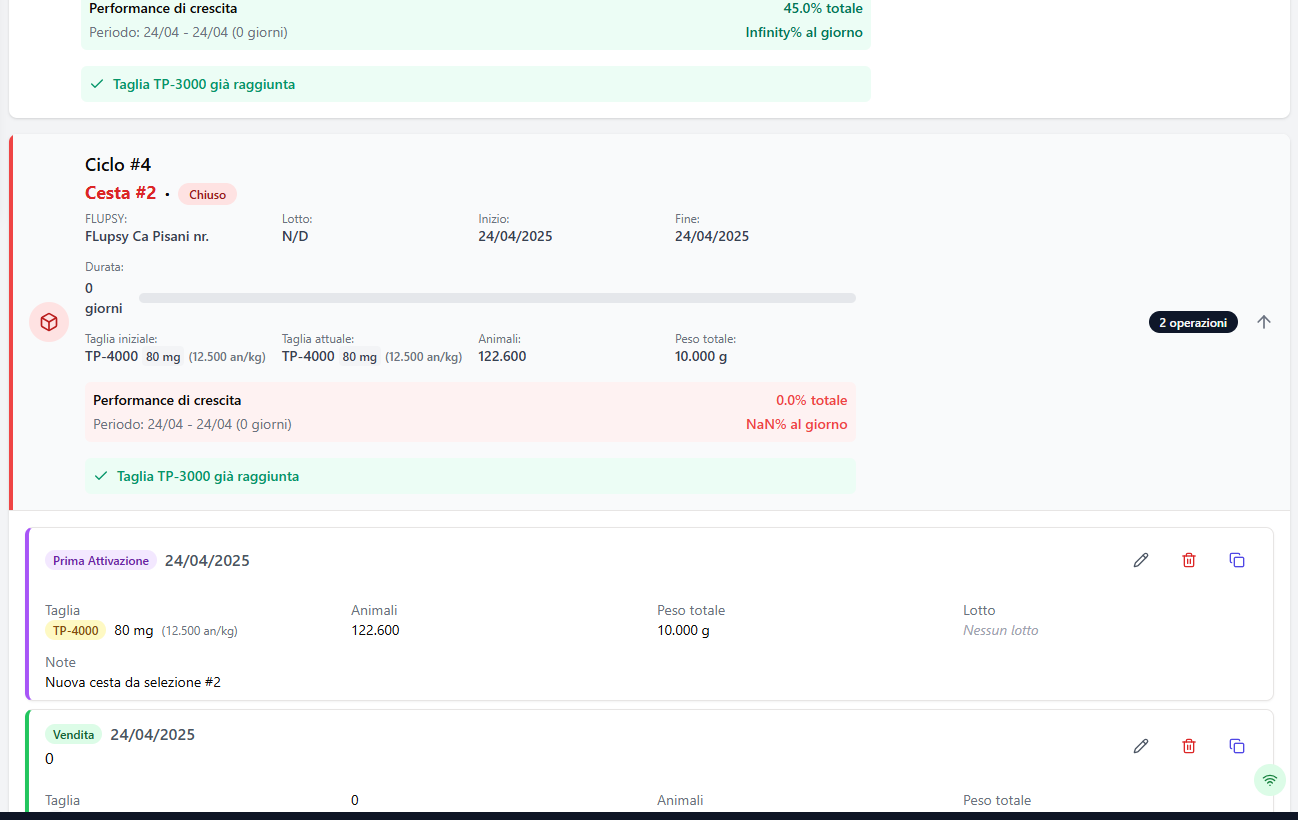 Performance di crescita 45.0% totale
Periodo: 24/04 - 24/04 (0 giorni) Infinity% al giorno
Taglia TP-3000 già raggiunta
Ciclo #4
Cesta #2 • Chiuso
FLUPSY: Lotto: Inizio: Fine:
FLupsy Ca Pisani nr. N/D 24/04/2025 24/04/2025
Durata:
0
giorni
2 operazioni
Taglia iniziale: Taglia attuale: Animali: Peso totale:
TP-4000 80 mg (12.500 an/kg) TP-4000 80 mg (12.500 an/kg) 122.600 10.000 g
Performance di crescita 0.0% totale
Periodo: 24/04 - 24/04 (0 giorni) NaN% al giorno
Taglia TP-3000 già raggiunta
Prima Attivazione 24/04/2025
Taglia Animali Peso totale Lotto
TP-4000 80 mg (12.500 an/kg) 122.600 10.000 g Nessun lotto
Note
Nuova cesta da selezione #2
Vendita 24/04/2025
0
Taglia 0 Animali Peso totale